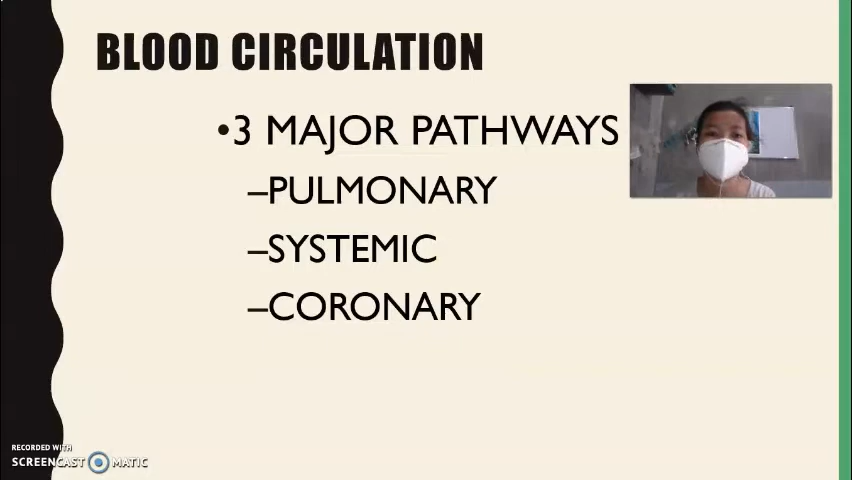 BLOOD CIRCULATION
•3 MAJOR PATHWAYS
–PULMONARY
–SYSTEMIC
–CORONARY
RECORDED WITH
SCREENCAST MATIC